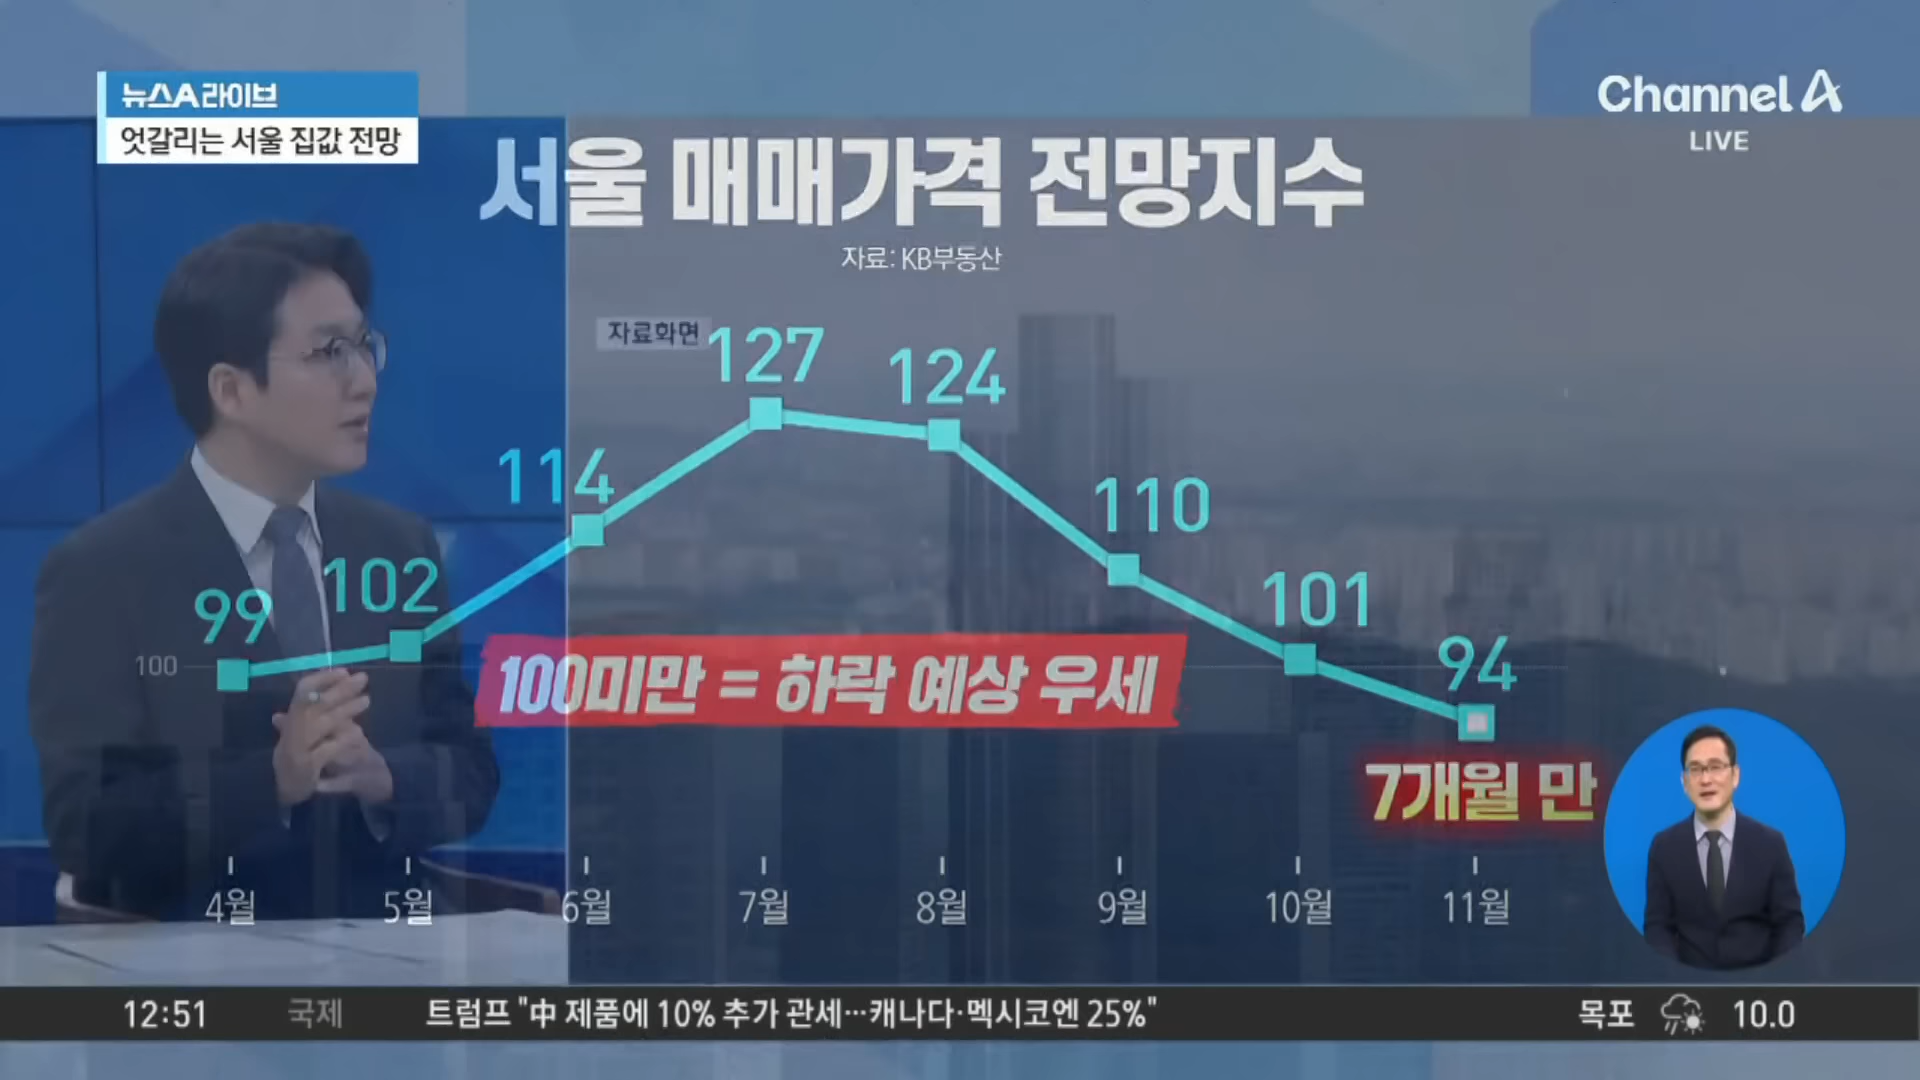 뉴스A라이브
엇갈리는 서울 집값 전망
Channel A
LIVE
서울 매매가격 전망지수
자료: KB부동산
자료화면
127
124
114
110
99
102
101
94
100
100미만 = 하락 예상 우세
7개월 만
4월 5월 6월 7월 8월 9월 10월 11월
12:51 국제 트럼프 "中 제품에 10% 추가 관세…캐나다·멕시코엔 25%" 목포 10.0